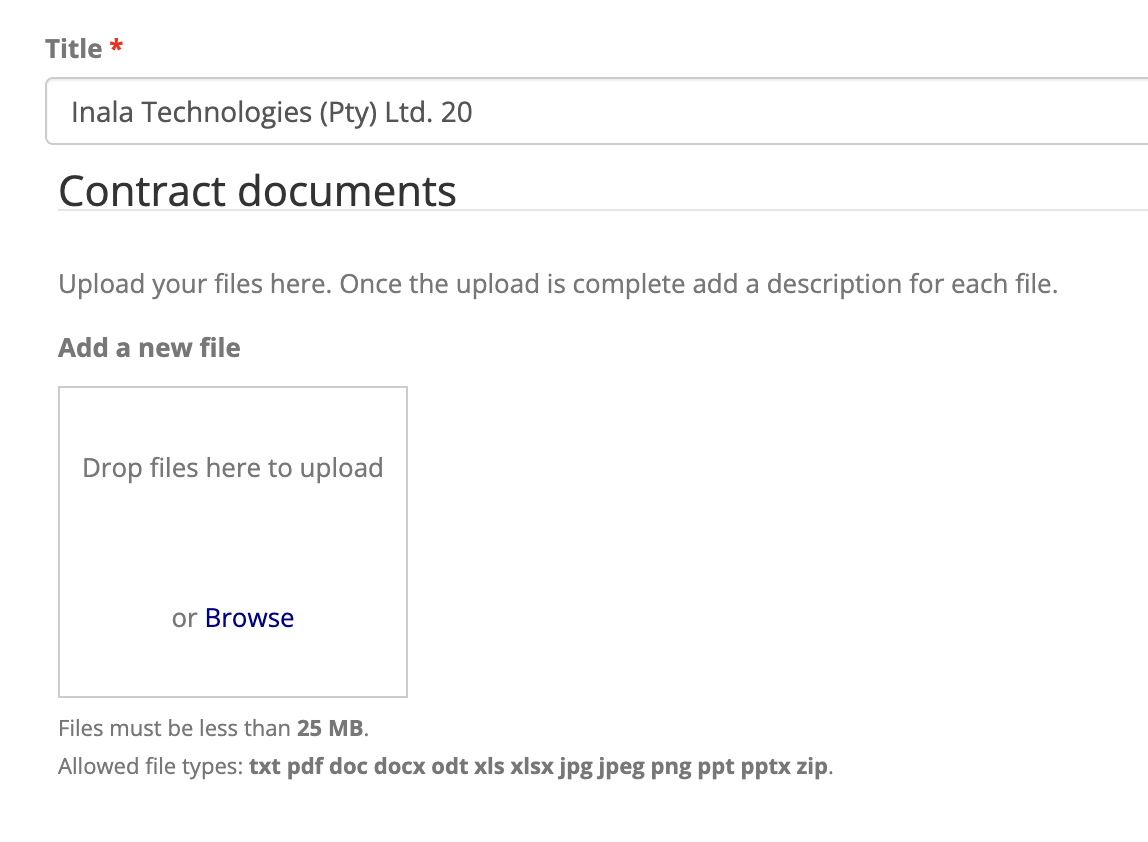 Title *
Inala Technologies (Pty) Ltd. 20
Contract documents
Upload your files here. Once the upload is complete add a description for each file.
Add a new file
Drop files here to upload
or Browse
Files must be less than 25 MB.
Allowed file types: txt pdf doc docx odt xls xlsx jpg jpeg png ppt pptx zip.